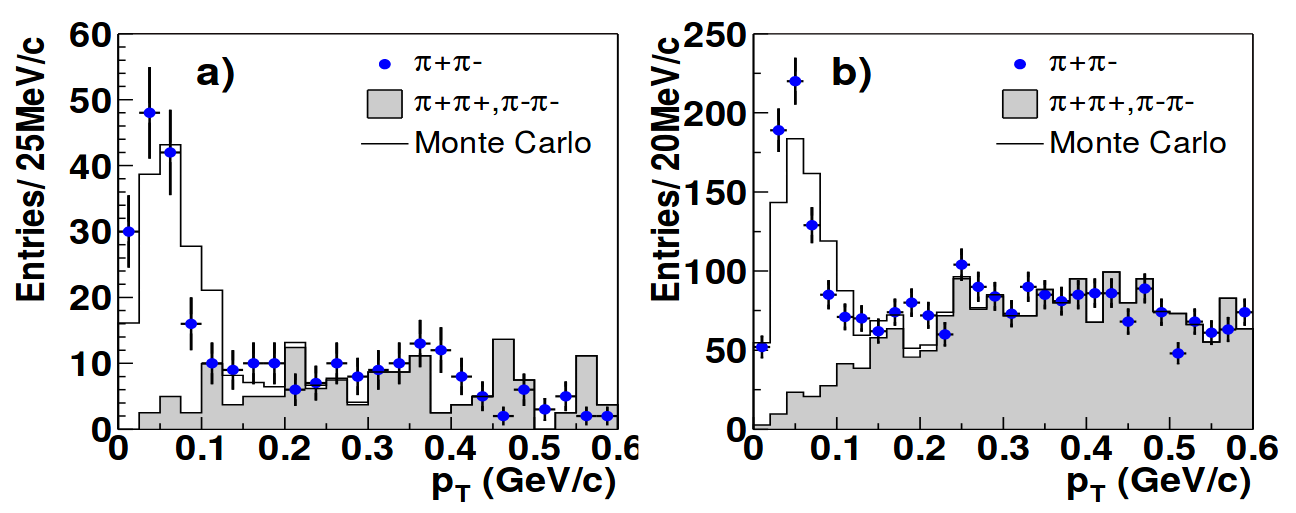 60
50
40
30
20
10
0
Entries/ 25MeV/c
a)
π+π-
π+π+,π-π-
Monte Carlo
0 0.1 0.2 0.3 0.4 0.5 0.6
p_T (GeV/c)
250
200
150
100
50
0
Entries/ 20MeV/c
b)
π+π-
π+π+,π-π-
Monte Carlo
0 0.1 0.2 0.3 0.4 0.5 0.6
p_T (GeV/c)